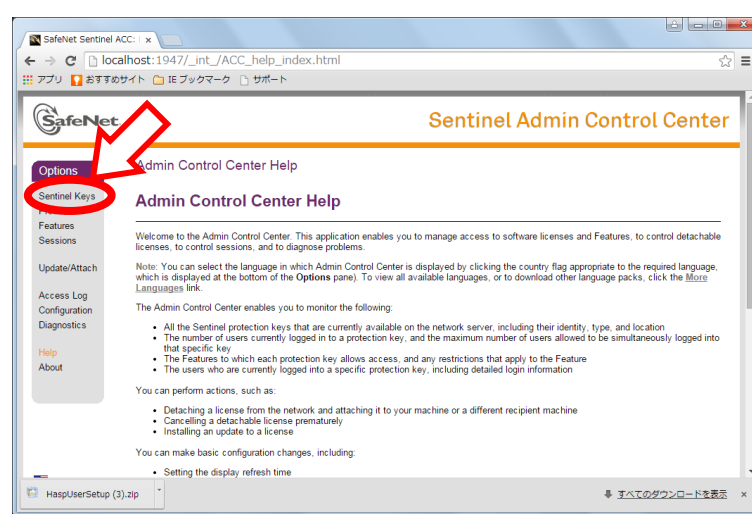 SafeNet Sentinel ACC: 
localhost:1947/_int_/ACC_help_index.html
アプリ おすすめサイト IE ブックマーク サポート
SafeNet
Sentinel Admin Control Center
Options
Admin Control Center Help
Sentinel Keys
Features
Sessions
Update/Attach
Access Log
Configuration
Diagnostics
Help
About
Admin Control Center Help
Welcome to the Admin Control Center. This application enables you to manage access to software licenses and Features, to control detachable
licenses, to control sessions, and to diagnose problems.
Note: You can select the language in which Admin Control Center is displayed by clicking the country flag appropriate to the required language,
which is displayed at the bottom of the Options pane). To view all available languages, or to download other language packs, click the More
Languages link.
The Admin Control Center enables you to monitor the following:
• All the Sentinel protection keys that are currently available on the network server, including their identity, type, and location
• The number of users currently logged in to a protection key, and the maximum number of users allowed to be simultaneously logged into
that specific key
• The Features to which each protection key allows access, and any restrictions that apply to the Feature
• The users who are currently logged into a specific protection key, including detailed login information
You can perform actions, such as:
• Detaching a license from the network and attaching it to your machine or a different recipient machine
• Cancelling a detachable license prematurely
• Installing an update to a license
You can make basic configuration changes, including:
• Setting the display refresh time
HaspUserSetup (3).zip
すべてのダウンロードを表示